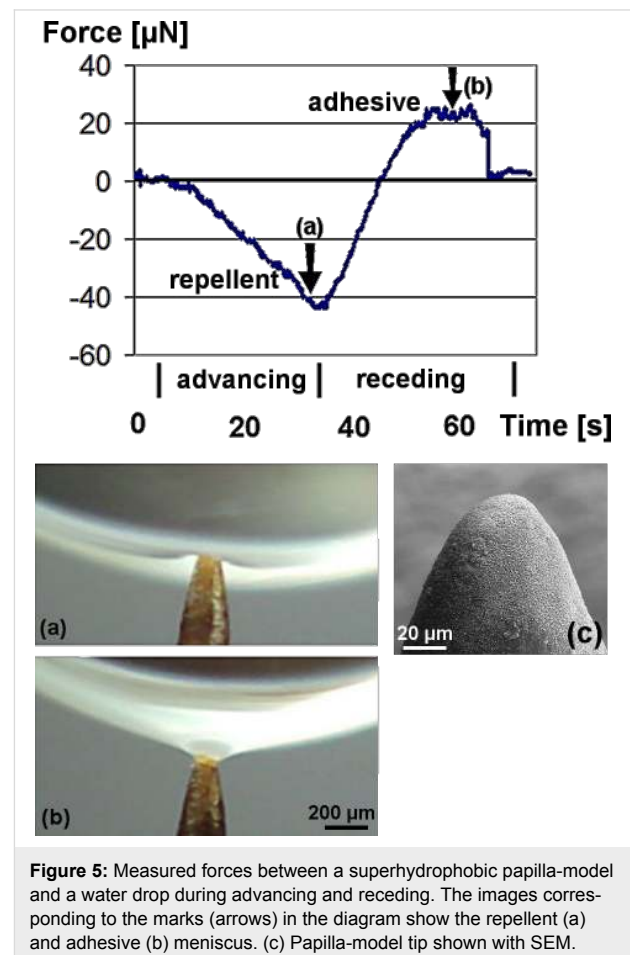 Force [µN]
40
20
0
-20
-40
-60
adhesive
(b)
(a)
repellent
advancing
receding
0 20 40 60 Time [s]
(a)
(b)
200 µm
20 µm
(c)
Figure 5: Measured forces between a superhydrophobic papilla-model
and a water drop during advancing and receding. The images corres-
ponding to the marks (arrows) in the diagram show the repellent (a)
and adhesive (b) meniscus. (c) Papilla-model tip shown with SEM.